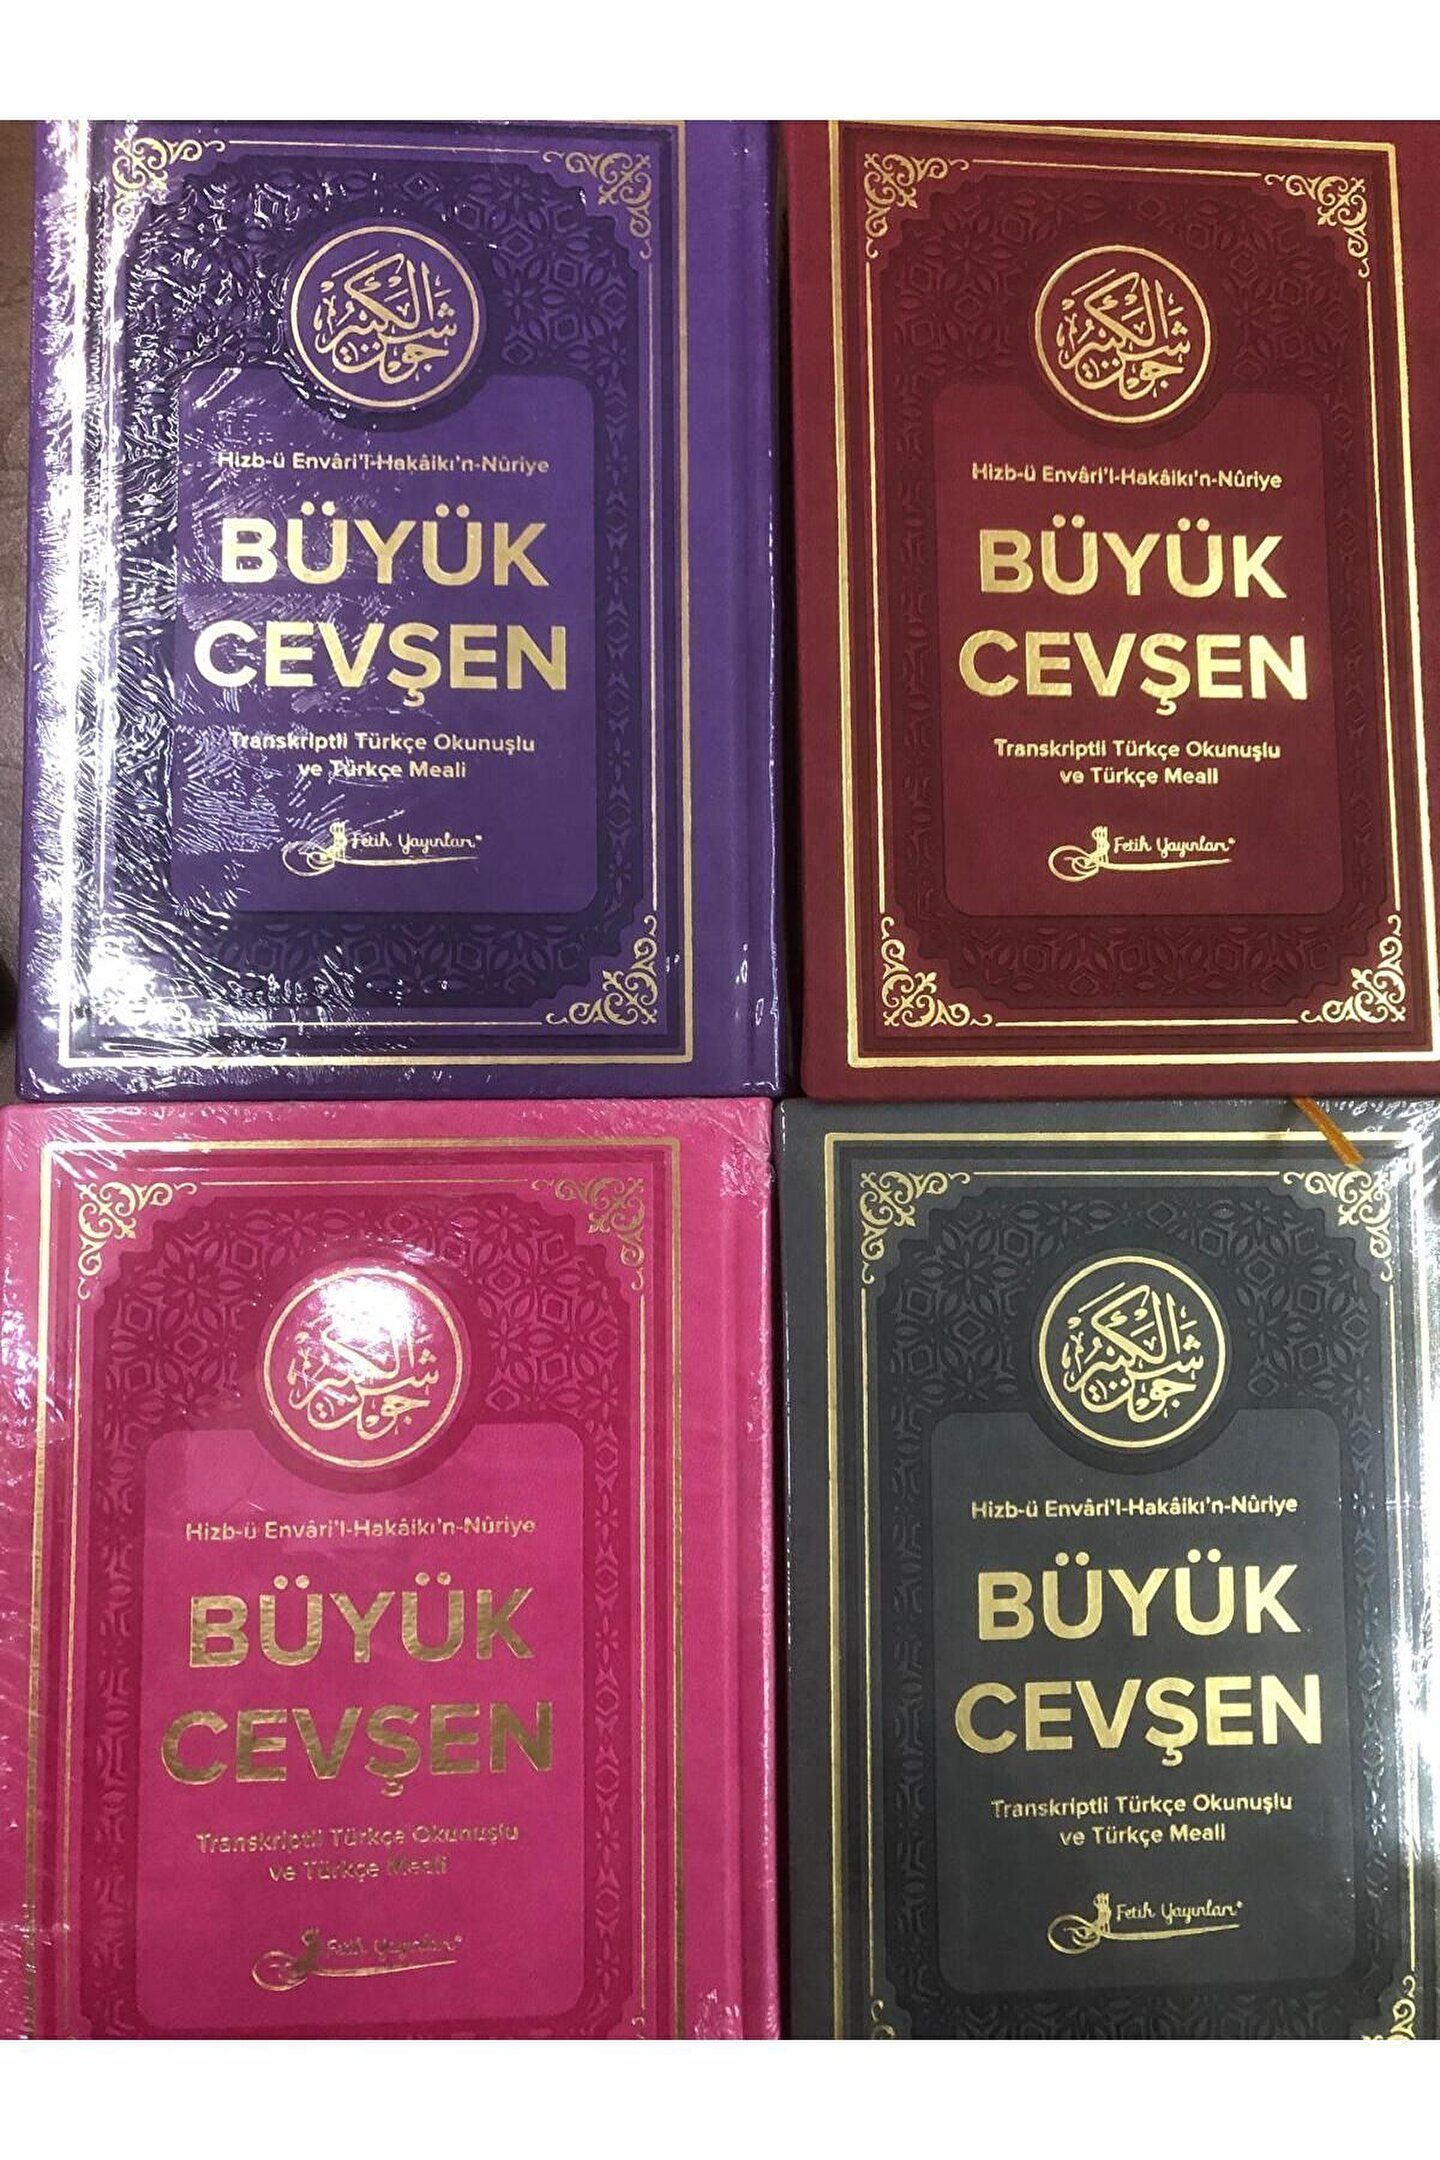 جوشن الكبير
Hizb-ü Envâri'l-Hakâikı'n-Nûriye
BÜYÜK
CEVŞEN
Transkriptli Türkçe Okunuşlu
ve Türkçe Meali
Fetih Yayınları
جوشن الكبير
Hizb-ü Envâri'l-Hakâikı'n-Nûriye
BÜYÜK
CEVŞEN
Transkriptli Türkçe Okunuşlu
ve Türkçe Meali
Fetih Yayınları
جوشن الكبير
Hizb-ü Envâri'l-Hakâikı'n-Nûriye
BÜYÜK
CEVŞEN
Transkriptli Türkçe Okunuşlu
ve Türkçe Meali
Fetih Yayınları
جوشن الكبير
Hizb-ü Envâri'l-Hakâikı'n-Nûriye
BÜYÜK
CEVŞEN
Transkriptli Türkçe Okunuşlu
ve Türkçe Meali
Fetih Yayınları